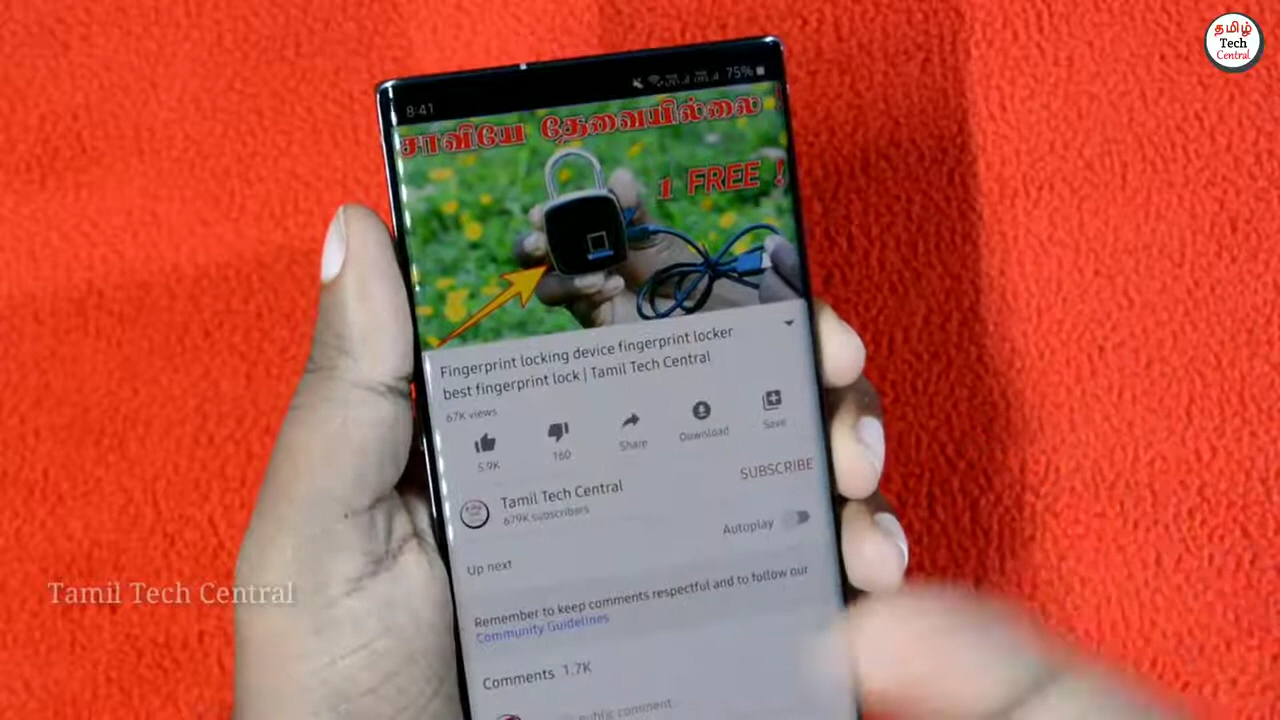 தமிழ்
Tech
Central
8:41
75%
சாவியே தேவையில்லை !
1 FREE !
Fingerprint locking device fingerprint locker
best fingerprint lock | Tamil Tech Central
67K views
5.9K
160
Share
Download
Save
Tamil Tech Central
SUBSCRIBE
679K subscribers
Autoplay
Up next
Remember to keep comments respectful and to follow our
Community Guidelines
Comments 1.7K
public comment...
Tamil Tech Central